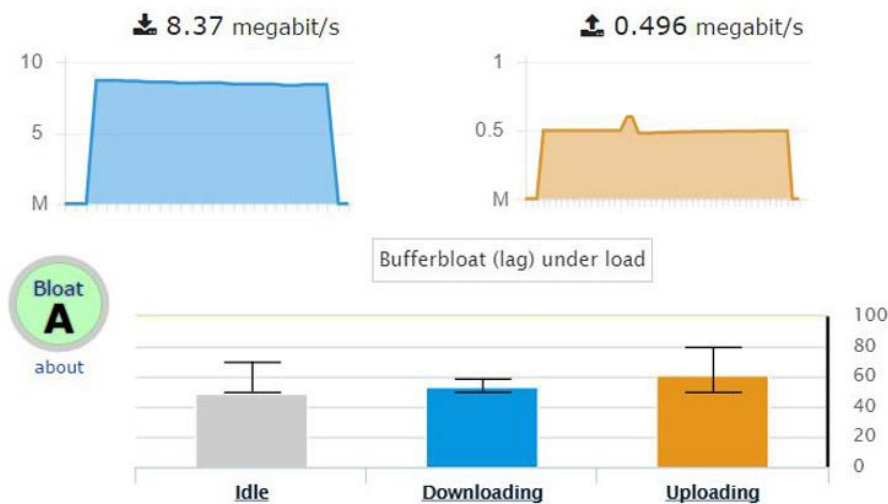 8.37 megabit/s
0.496 megabit/s
10
5
M
1
0.5
M
Bufferbloat (lag) under load
Bloat
A
about
100
80
60
40
20
0
Idle
Downloading
Uploading